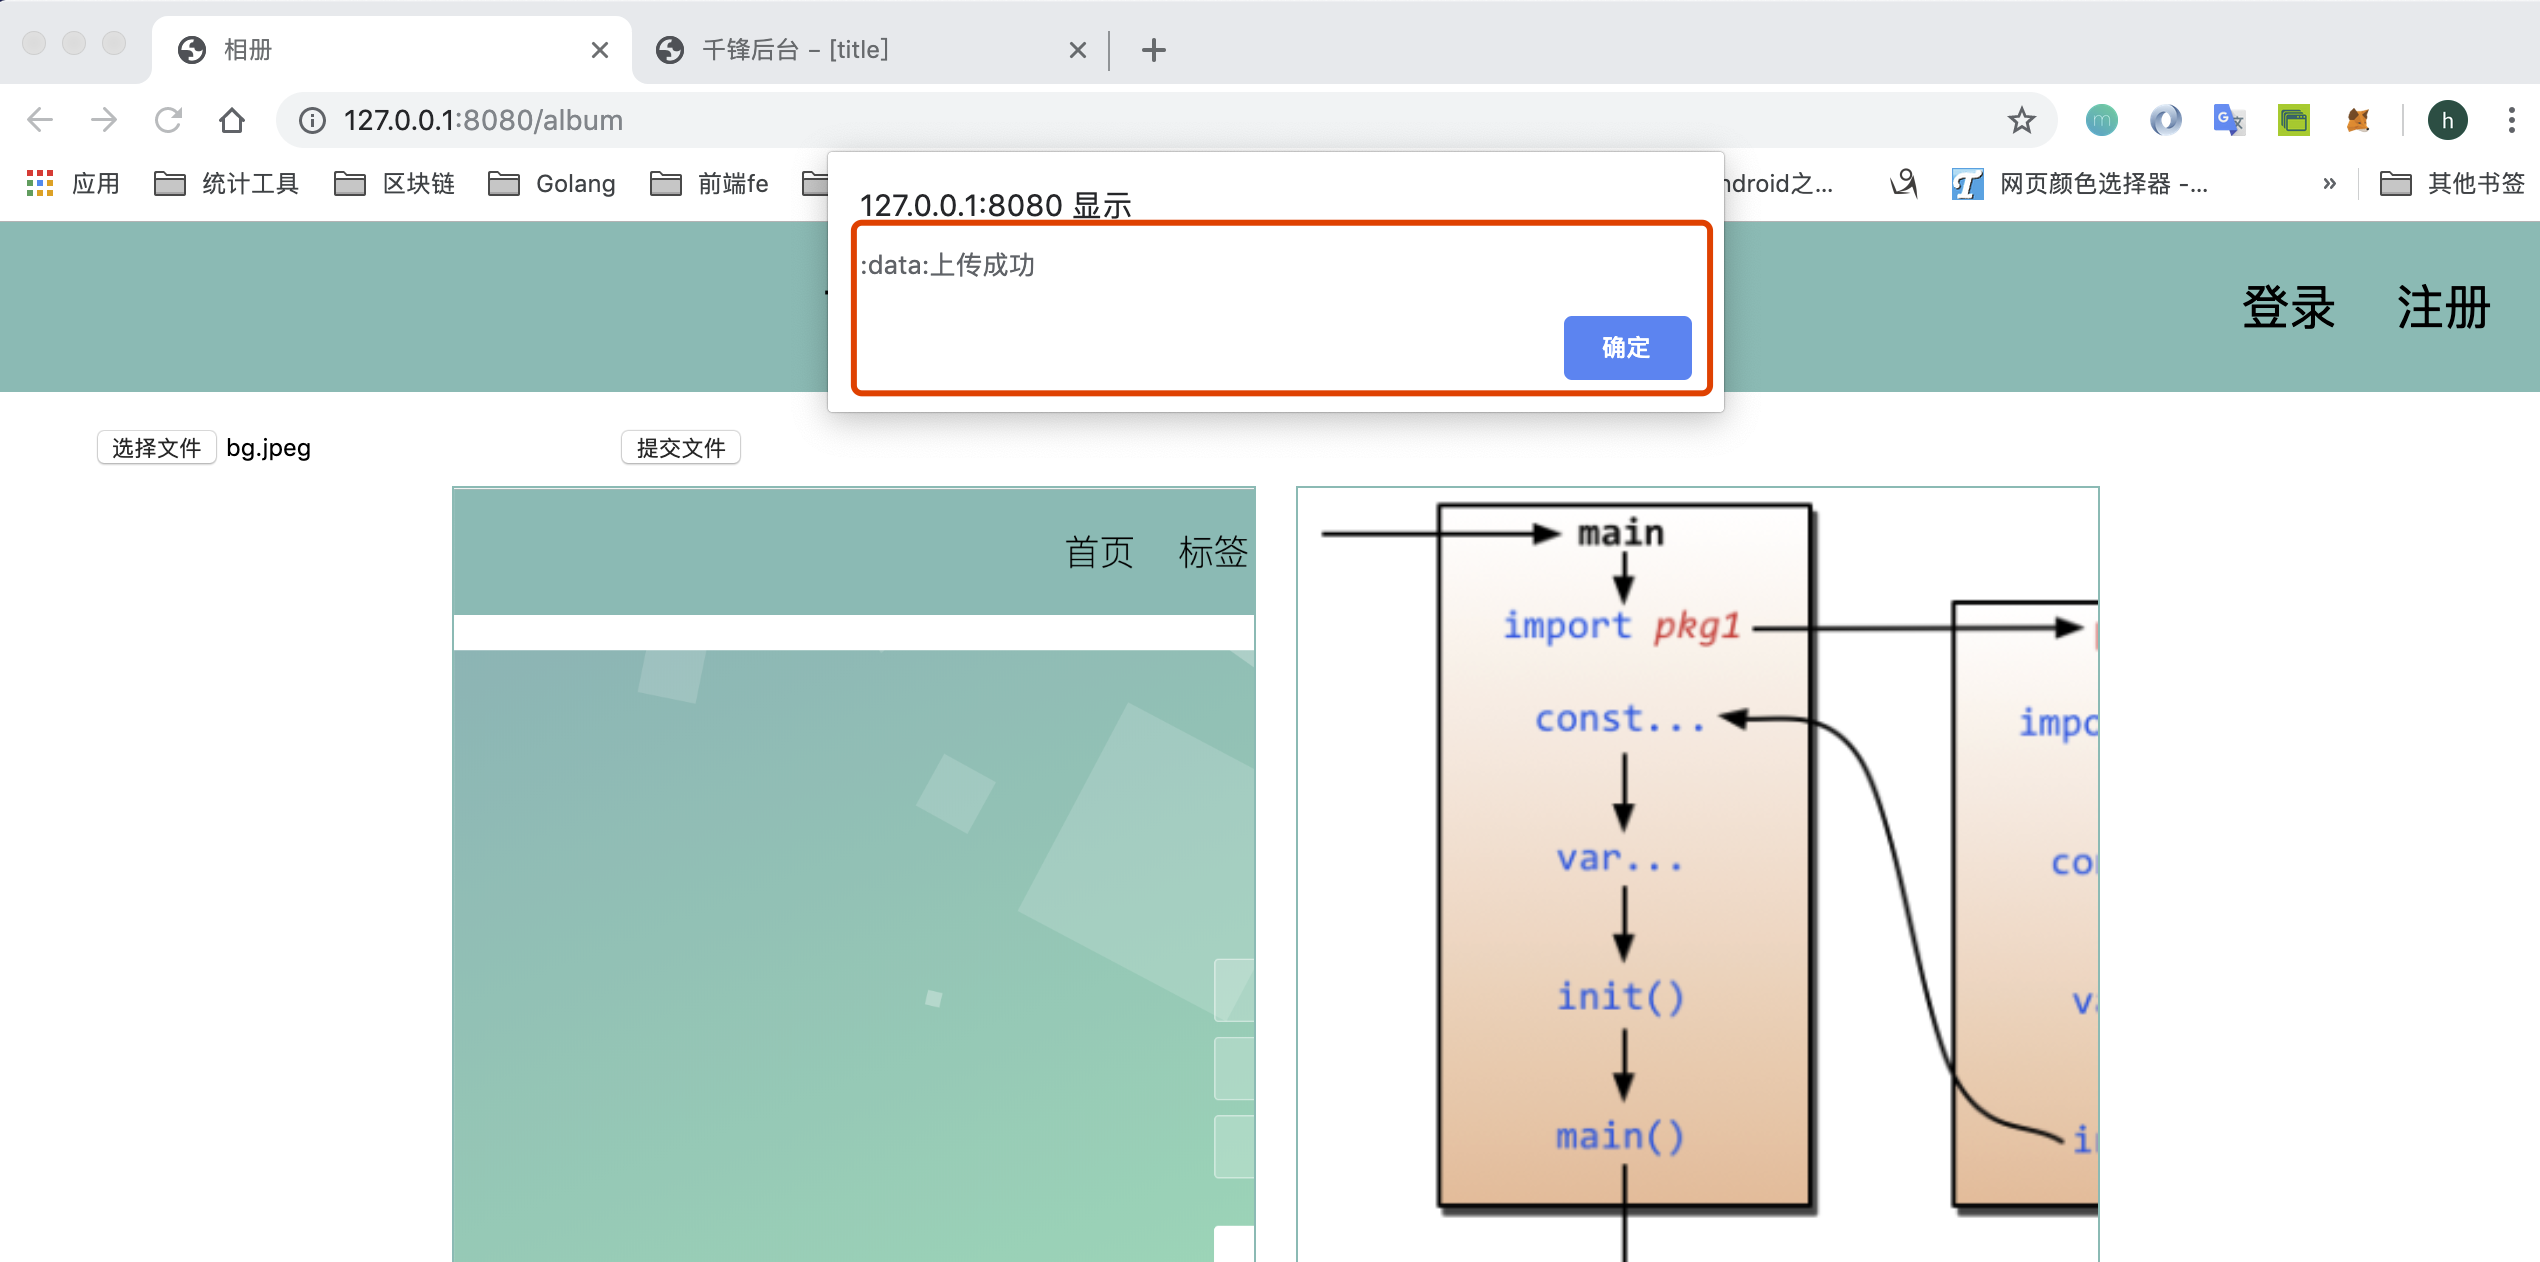 相册
千锋后台 – [title]
127.0.0.1:8080/album
应用
统计工具
区块链
Golang
前端fe
ndroid之...
网页颜色选择器 -...
»
其他书签
127.0.0.1:8080 显示
:data:上传成功
确定
登录 注册
选择文件 bg.jpeg
提交文件
首页 标签
main
import pkg1
const...
var...
init()
main()
impo
con
va
in
h